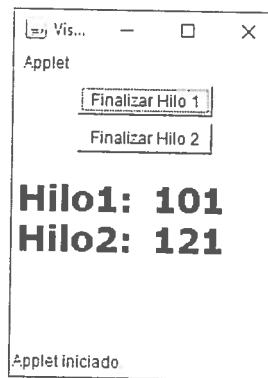 Vis...
Applet
Finalizar Hilo 1
Finalizar Hilo 2
Hilo1: 101
Hilo2: 121
Applet iniciado.